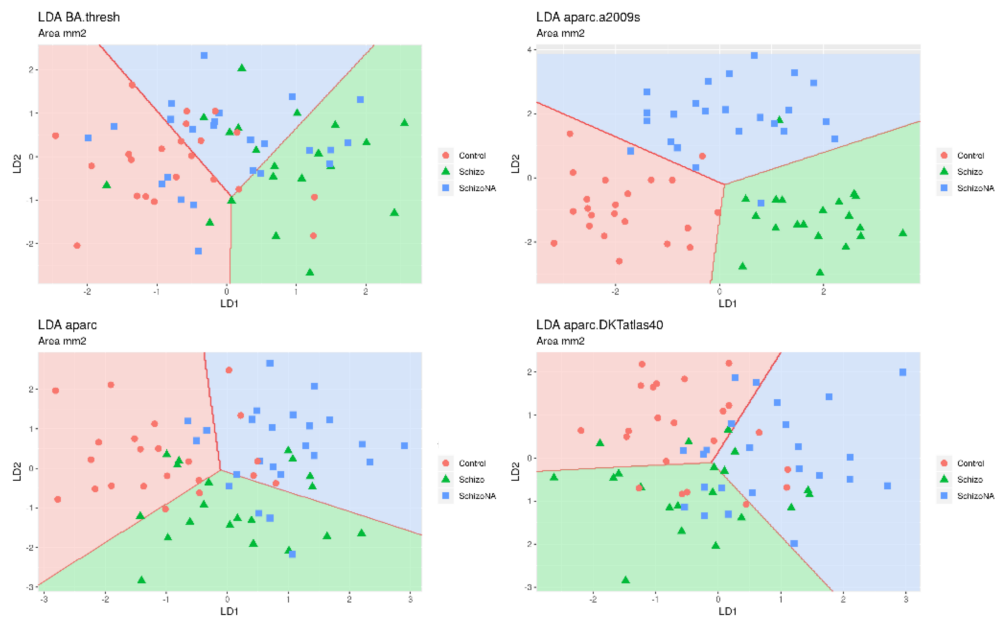 LDA BA.thresh
Area mm2
2
1
0
1
-2
LD2
-2
-1
0
1
2
LD1
Control
Schizo
SchizoNA
LDA aparc.a2009s
Area mm2
4
2
0
-2
LD2
-2
0
2
LD1
Control
Schizo
SchizoNA
LDA aparc
Area mm2
2
1
0
1
-2
-3
LD2
-3
-2
-1
0
1
2
3
LD1
Control
Schizo
SchizoNA
LDA aparc.DKTatlas40
Area mm2
2
1
0
1
-2
-3
LD2
-2
-1
0
1
2
3
LD1
Control
Schizo
SchizoNA